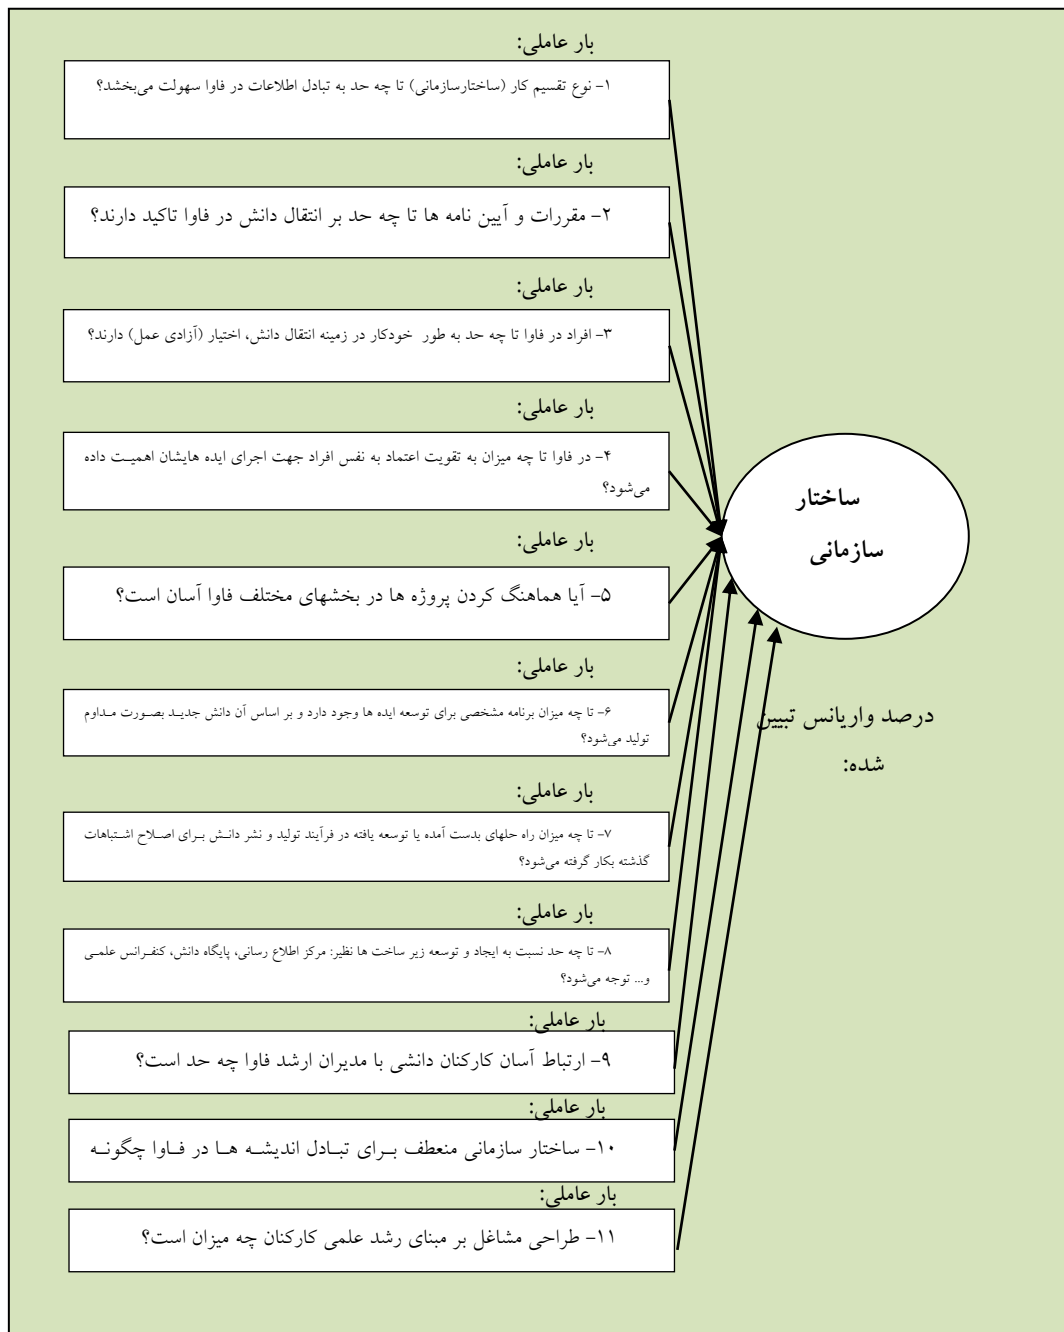 بار عاملی:
۱- نوع تقسیم کار (ساختارسازمانی) تا چه حد به تبادل اطلاعات در فاوا سهولت می‌بخشد؟
بار عاملی:
۲- مقررات و آیین نامه ها تا چه حد بر انتقال دانش در فاوا تاکید دارند؟
بار عاملی:
۳- افراد در فاوا تا چه حد به طور خودکار در زمینه انتقال دانش، اختیار (آزادی عمل) دارند؟
بار عاملی:
۴- در فاوا تا چه میزان به تقویت اعتماد به نفس افراد جهت اجرای ایده هایشان اهمیت داده
می‌شود؟
بار عاملی:
۵- آیا هماهنگ کردن پروژه ها در بخشهای مختلف فاوا آسان است؟
بار عاملی:
۶- تا چه میزان برنامه مشخصی برای توسعه ایده ها وجود دارد و بر اساس آن دانش جدید بصورت مداوم
تولید می‌شود؟
بار عاملی:
۷- تا چه میزان راه حلهای بدست آمده یا توسعه یافته در فرآیند تولید و نشر دانش برای اصلاح اشتباهات
گذشته بکار گرفته می‌شود؟
بار عاملی:
۸- تا چه حد نسبت به ایجاد و توسعه زیر ساخت ها نظیر: مرکز اطلاع رسانی، پایگاه دانش، کنفرانس علمی
و... توجه می‌شود؟
بار عاملی:
۹- ارتباط آسان کارکنان دانشی با مدیران ارشد فاوا چه حد است؟
بار عاملی:
۱۰- ساختار سازمانی منعطف برای تبادل اندیشه ها در فاوا چگونه
بار عاملی:
۱۱- طراحی مشاغل بر مبنای رشد علمی کارکنان چه میزان است؟
ساختار
سازمانی
درصد واریانس تبیین
شده: